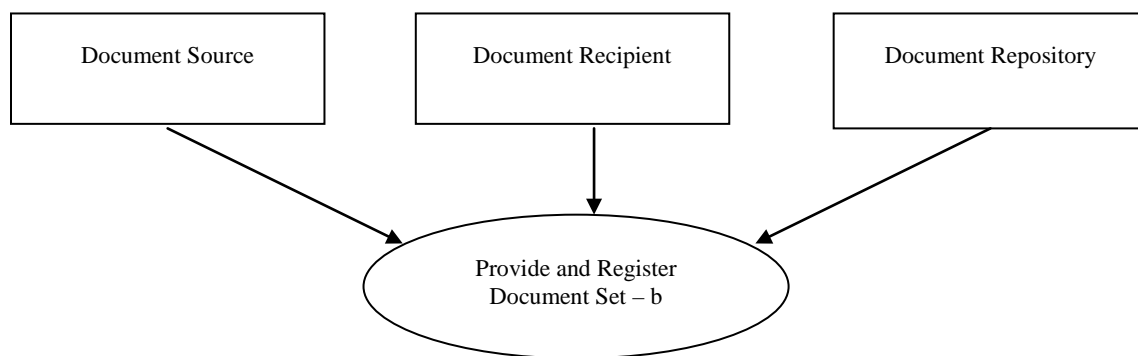 Document Source
Document Recipient
Document Repository
Provide and Register
Document Set – b